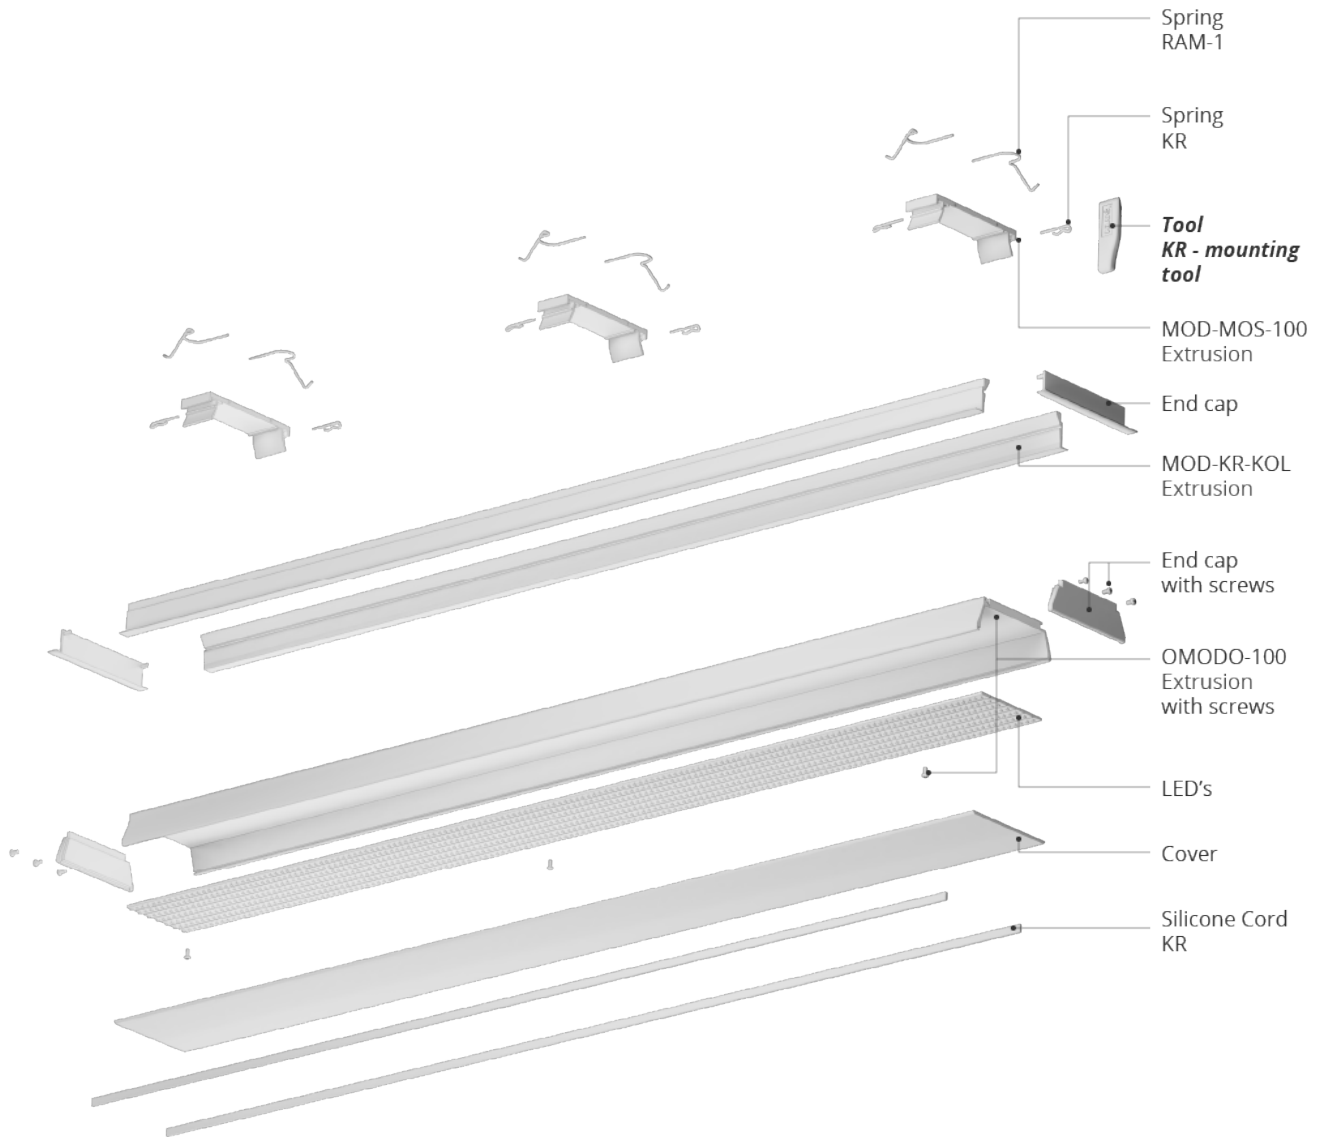 Spring
RAM-1
Spring
KR
Tool
KR - mounting
tool
MOD-MOS-100
Extrusion
End cap
MOD-KR-KOL
Extrusion
End cap
with screws
OMODO-100
Extrusion
with screws
LED’s
Cover
Silicone Cord
KR